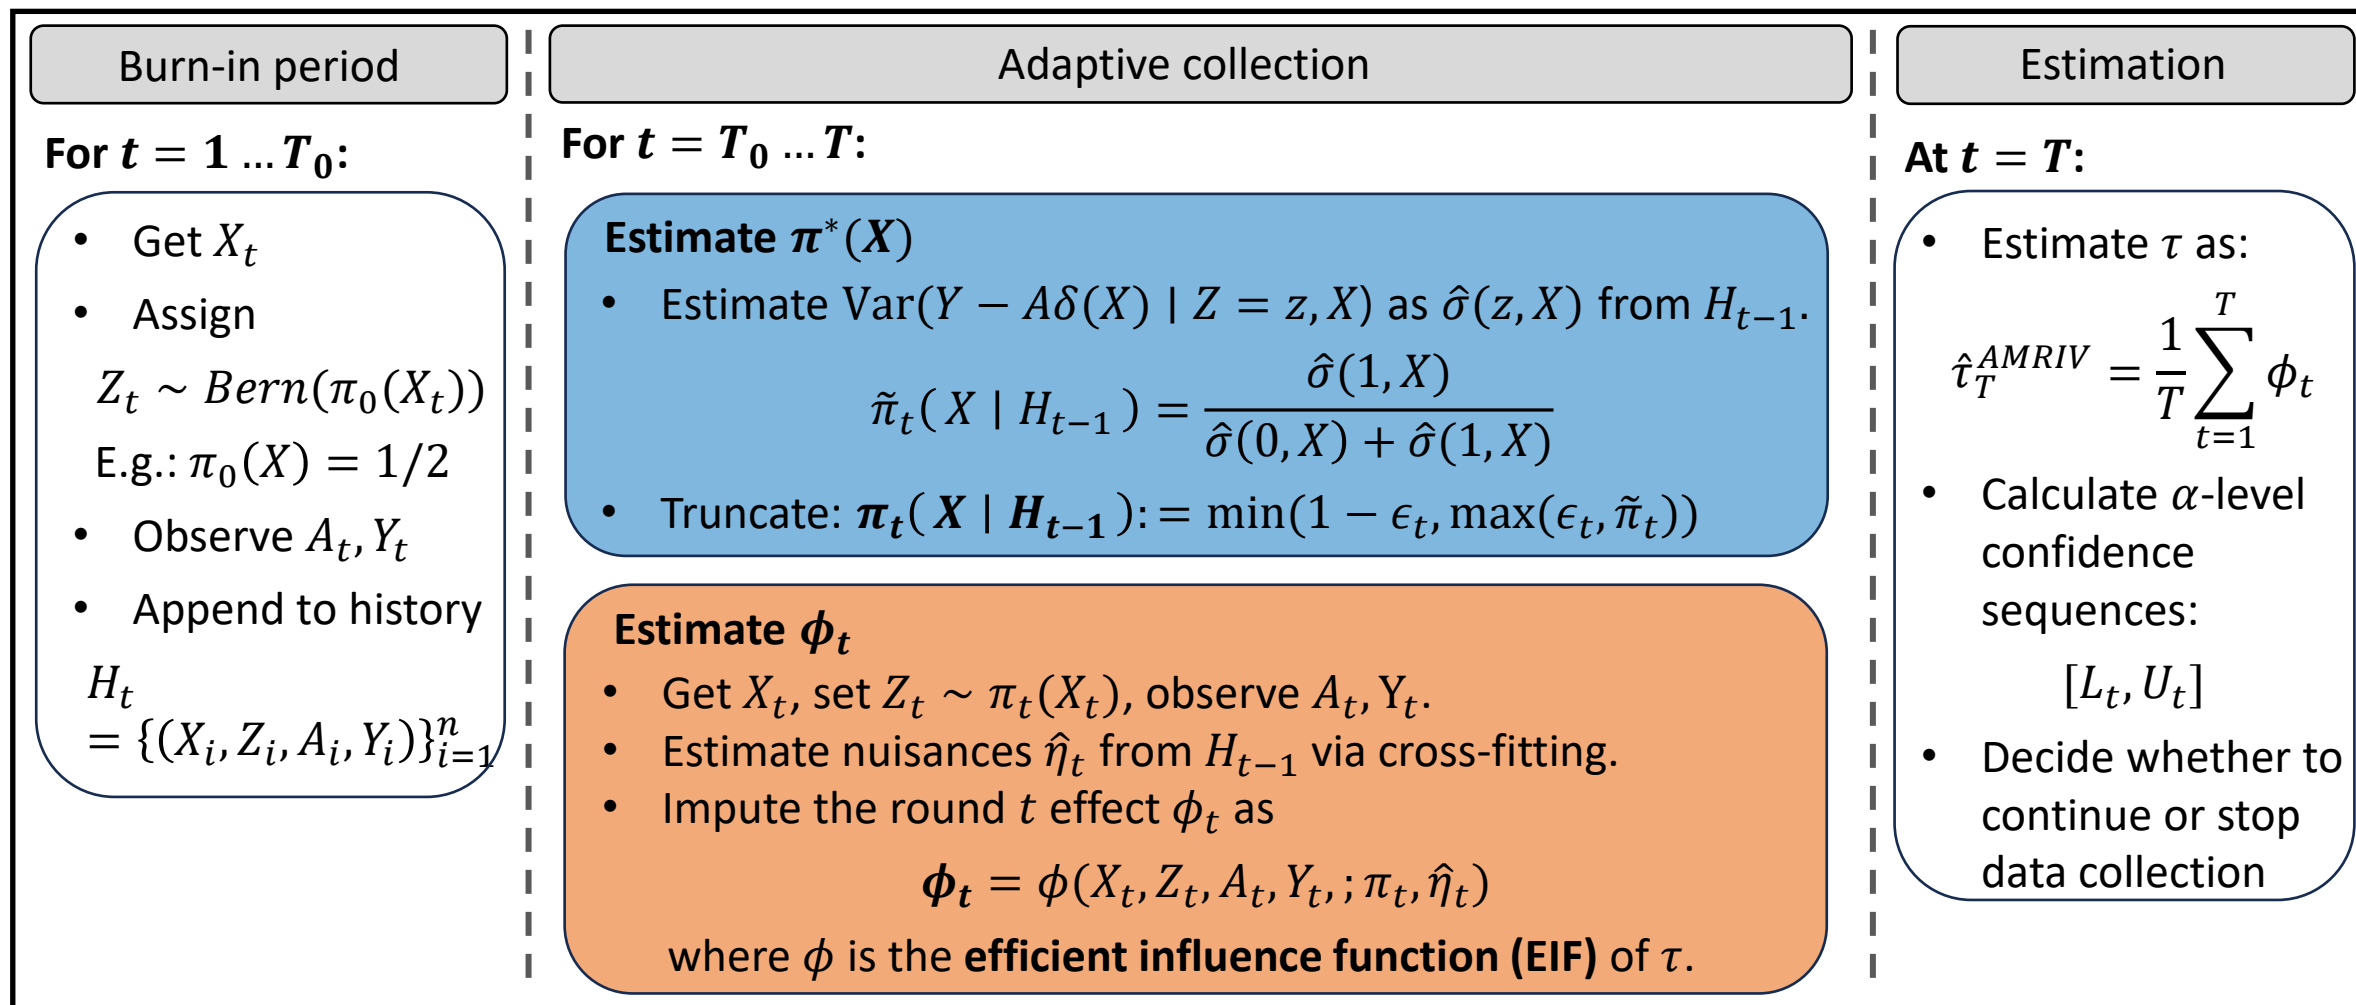 Burn-in period
For t = 1 … T₀:
• Get Xₜ
• Assign
Zₜ ~ Bern(π₀(Xₜ))
E.g.: π₀(X) = 1/2
• Observe Aₜ, Yₜ
• Append to history
Hₜ
= {(Xᵢ, Zᵢ, Aᵢ, Yᵢ)}ⁿᵢ₌₁
Adaptive collection
For t = T₀ … T:
Estimate π*(X)
• Estimate Var(Y − Aδ(X) | Z = z, X) as σ̂(z, X) from Hₜ₋₁.
π̃ₜ( X | Hₜ₋₁ ) = σ̂(1, X) / (σ̂(0, X) + σ̂(1, X))
• Truncate: πₜ( X | Hₜ₋₁ ): = min(1 − ϵₜ, max(ϵₜ, π̃ₜ))
Estimate ϕₜ
• Get Xₜ, set Zₜ ~ πₜ(Xₜ), observe Aₜ, Yₜ.
• Estimate nuisances η̂ₜ from Hₜ₋₁ via cross-fitting.
• Impute the round t effect ϕₜ as
ϕₜ = ϕ(Xₜ, Zₜ, Aₜ, Yₜ, ; πₜ, η̂ₜ)
where ϕ is the efficient influence function (EIF) of τ.
Estimation
At t = T:
• Estimate τ as:
τ̂_T^{AMRIV} = 1/T ∑_{t=1}^{T} ϕₜ
• Calculate α-level
confidence
sequences:
[Lₜ, Uₜ]
• Decide whether to
continue or stop
data collection